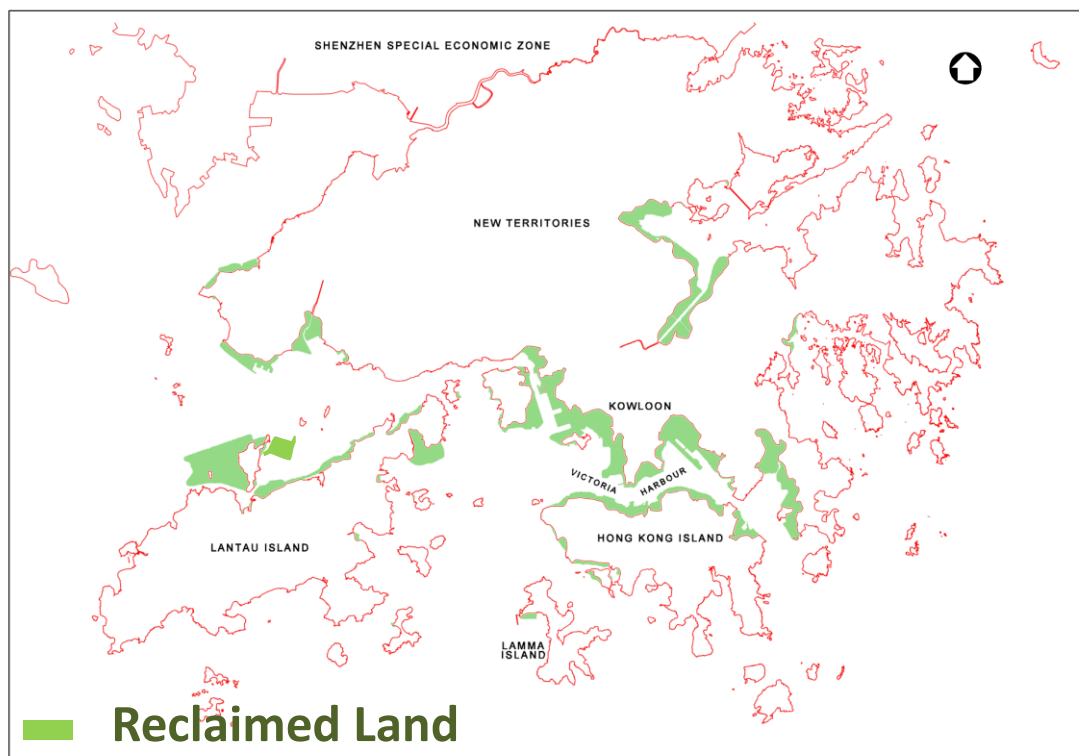 SHENZHEN SPECIAL ECONOMIC ZONE
NEW TERRITORIES
KOWLOON
VICTORIA HARBOUR
HONG KONG ISLAND
LANTAU ISLAND
LAMMA
ISLAND
Reclaimed Land